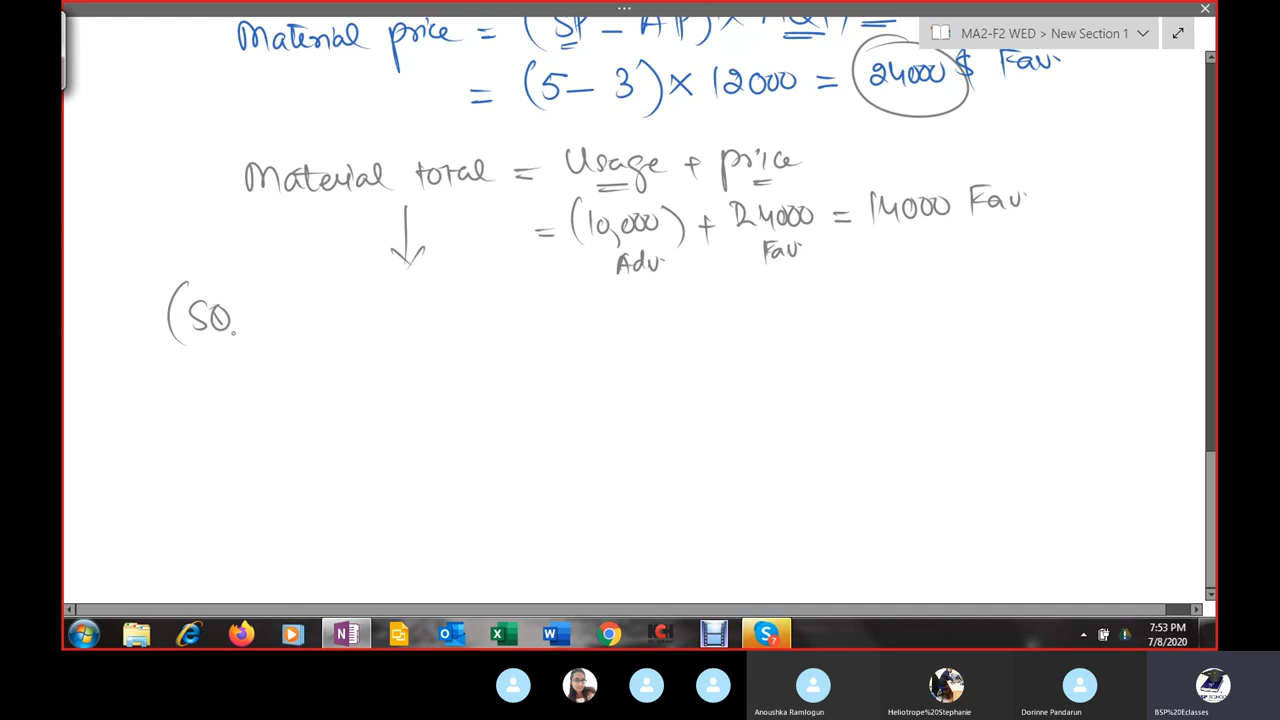 MA2-F2 WED > New Section 1
Material price = (SP - AP) ×
= (5 - 3) × 12000 = 24000 $ Fav
Material total = Usage + price
= (10,000) + 24000 = 14000 Fav
Adv Fav
(SQ
7:53 PM
7/8/2020
Anoushka Ramlogun
Heliotrope%20Stephanie
Dorinne Pandarun
BSP%20Eclasses